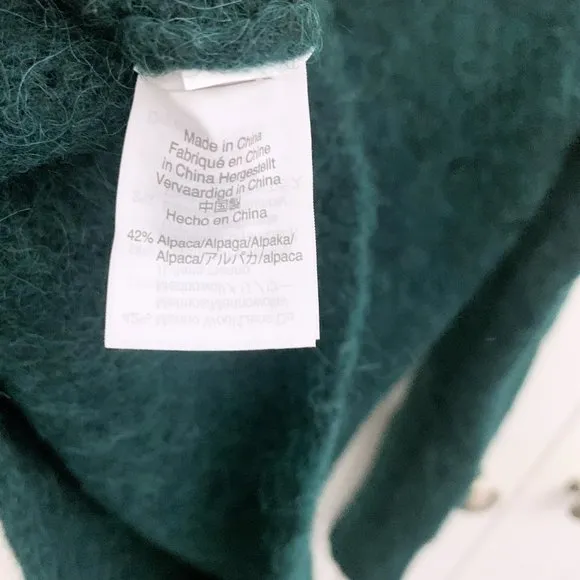 Made in China
Fabriqué en Chine
in China Hergestellt
Vervaardigd in China
中国製
Hecho en China
42% Alpaca/Alpaga/Alpaka/
Alpaca/アルパカ/alpaca